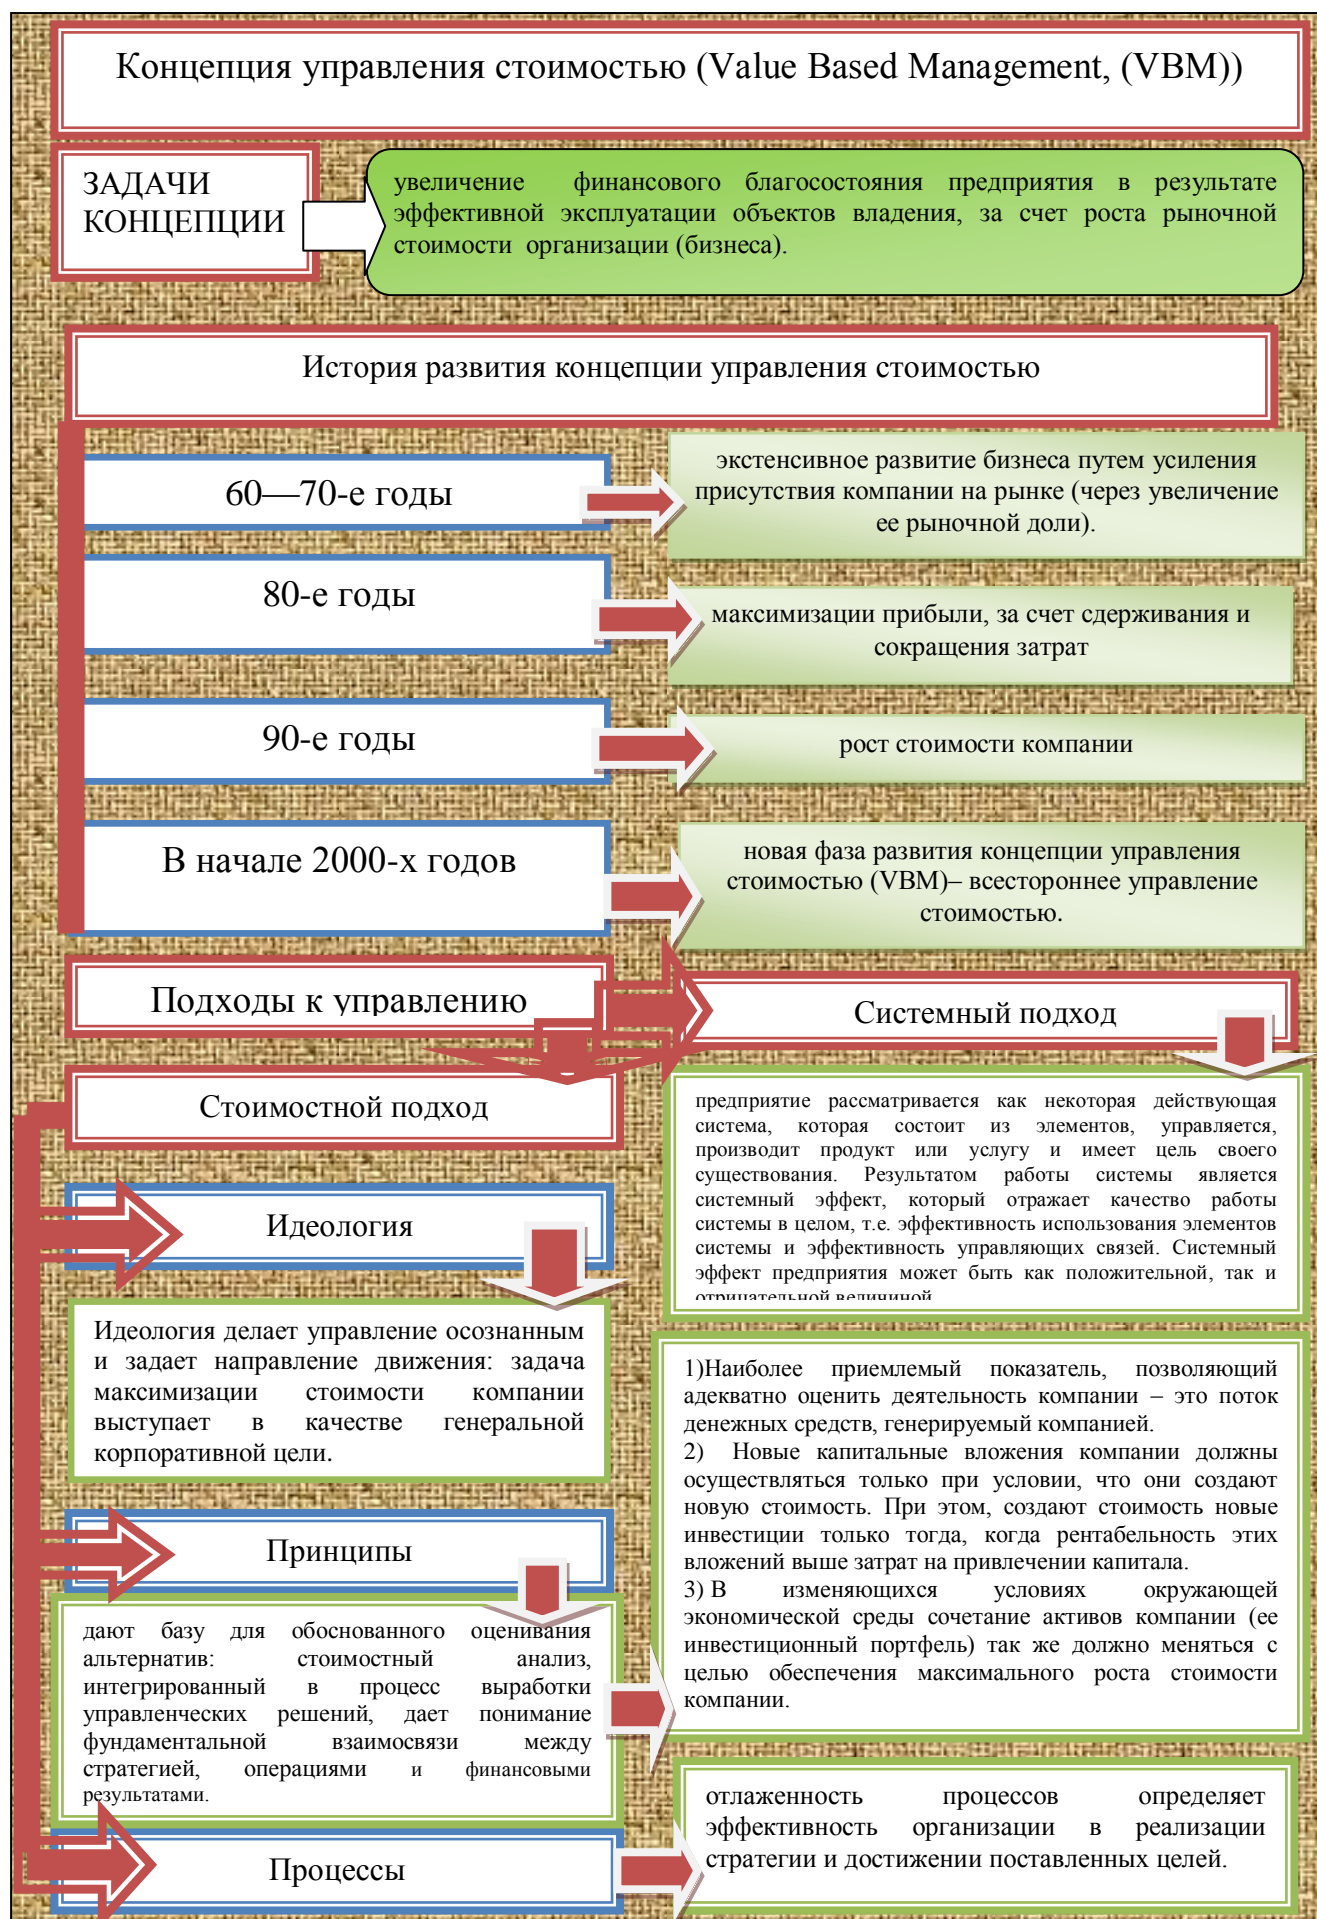 Концепция управления стоимостью (Value Based Management, (VBM))
ЗАДАЧИ
КОНЦЕПЦИИ
увеличение финансового благосостояния предприятия в результате
эффективной эксплуатации объектов владения, за счет роста рыночной
стоимости организации (бизнеса).
История развития концепции управления стоимостью
60—70-е годы
экстенсивное развитие бизнеса путем усиления
присутствия компании на рынке (через увеличение
ее рыночной доли).
80-е годы
максимизации прибыли, за счет сдерживания и
сокращения затрат
90-е годы
рост стоимости компании
В начале 2000-х годов
новая фаза развития концепции управления
стоимостью (VBM)– всестороннее управление
стоимостью.
Подходы к управлению
Системный подход
предприятие рассматривается как некоторая действующая
система, которая состоит из элементов, управляется,
производит продукт или услугу и имеет цель своего
существования. Результатом работы системы является
системный эффект, который отражает качество работы
системы в целом, т.е. эффективность использования элементов
системы и эффективность управляющих связей. Системный
эффект предприятия может быть как положительной, так и
отрицательной величиной
Стоимостной подход
Идеология
Идеология делает управление осознанным
и задает направление движения: задача
максимизации стоимости компании
выступает в качестве генеральной
корпоративной цели.
Принципы
дают базу для обоснованного оценивания
альтернатив: стоимостный анализ,
интегрированный в процесс выработки
управленческих решений, дает понимание
фундаментальной взаимосвязи между
стратегией, операциями и финансовыми
результатами.
1)Наиболее приемлемый показатель, позволяющий
адекватно оценить деятельность компании – это поток
денежных средств, генерируемый компанией.
2) Новые капитальные вложения компании должны
осуществляться только при условии, что они создают
новую стоимость. При этом, создают стоимость новые
инвестиции только тогда, когда рентабельность этих
вложений выше затрат на привлечении капитала.
3) В изменяющихся условиях окружающей
экономической среды сочетание активов компании (ее
инвестиционный портфель) так же должно меняться с
целью обеспечения максимального роста стоимости
компании.
Процессы
отлаженность процессов определяет
эффективность организации в реализации
стратегии и достижении поставленных целей.